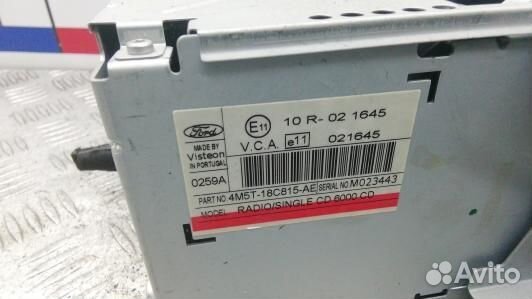 Ford
MADE BY
Visteon
IN PORTUGAL
0259A
E11
10 R- 02 1645
V.C.A. e11 021645
PART NO. 4M5T-18C815-AE SERIAL NO M023443
MODEL RADIO/SINGLE CD 6000 CD
Avito